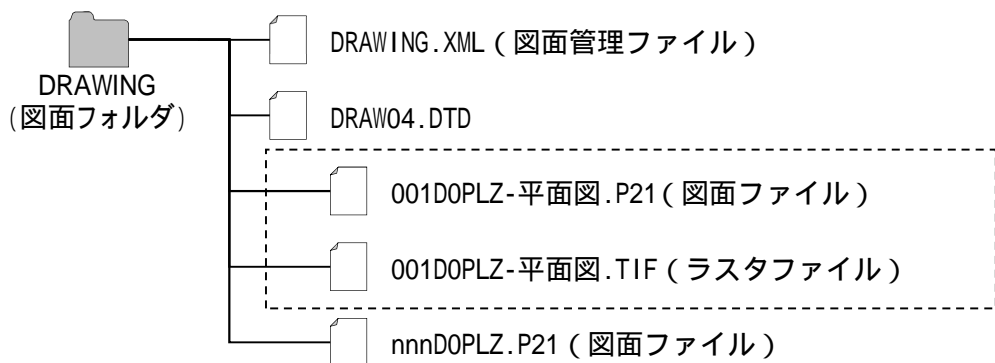 DRAWING.XML(図面管理ファイル)
DRAWING
(図面フォルダ)
DRAW04.DTD
001D0PLZ-平面図.P21(図面ファイル)
001D0PLZ-平面図.TIF(ラスタファイル)
nnnD0PLZ.P21(図面ファイル)